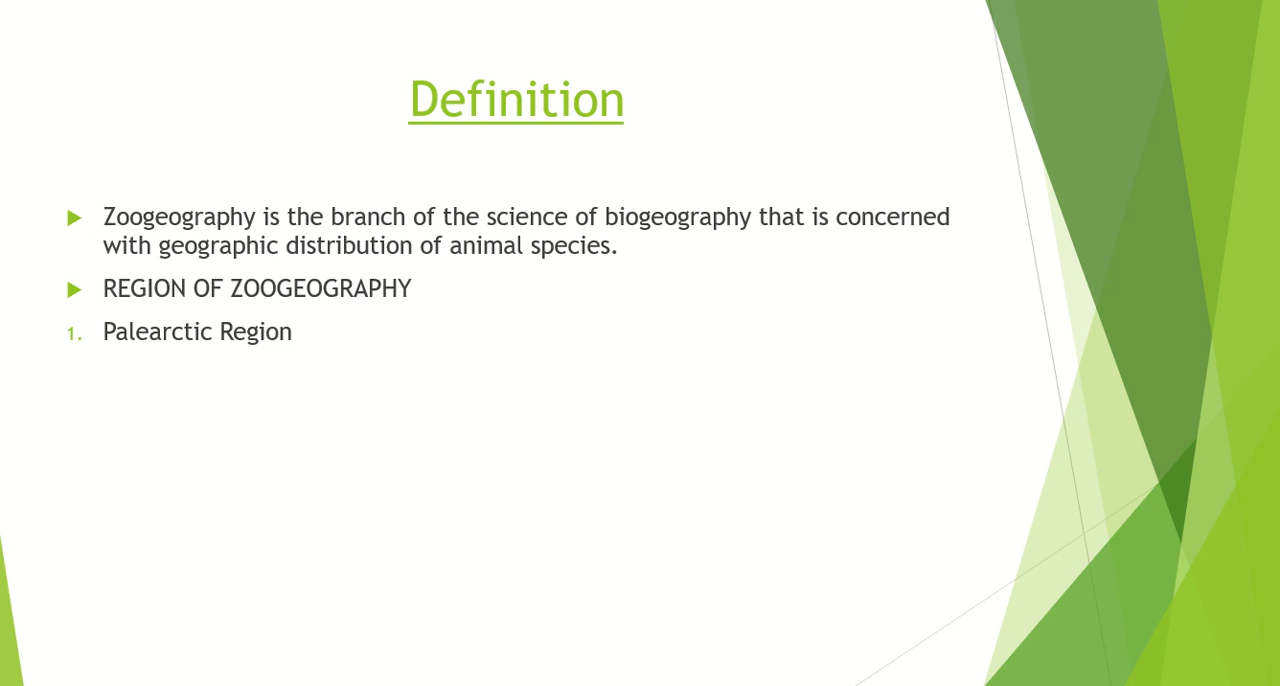 Definition
Zoogeography is the branch of the science of biogeography that is concerned
with geographic distribution of animal species.
REGION OF ZOOGEOGRAPHY
1. Palearctic Region